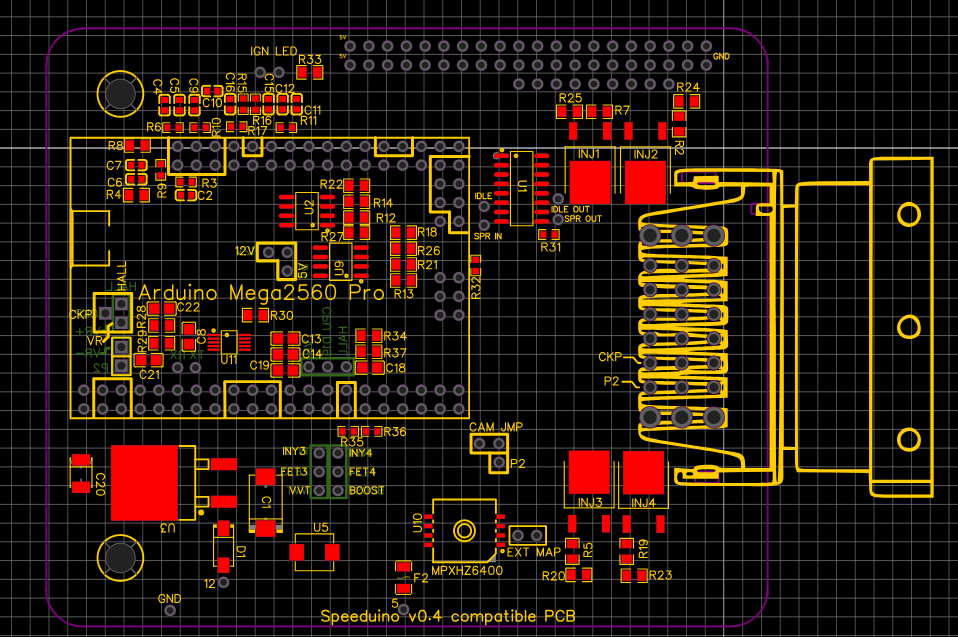 5V
IGN LED
R33
5V
GND
C4
C5
C9
C10
C16
R15
C15
C12
C11
R24
R25
R7
R6
R10
R17
R16
R11
R2
R8
INJ1
INJ2
C7
C6
R9
R3
R4
C2
R22
R14
U2
R12
U1
IDLE
IDLE OUT
SPR OUT
SPR IN
R27
R18
R31
12V
U9
R26
A9
R21
HALL
R32
R13
Arduino Mega2560 Pro
CKP
R28
C22
R30
VR
R29
C8
U11
C13
C14
R34
R37
C19
C18
C21
HALL
CKP
P2
R35
R36
CAM JMP
P2
INY3
INY4
FET3
FET4
VVT
BOOST
C20
C1
U3
U5
U10
INJ3
INJ4
D1
EXT MAP
R5
R19
MPXHZ6400
12
F2
R20
R23
GND
5
Speeduino v0.4 compatible PCB